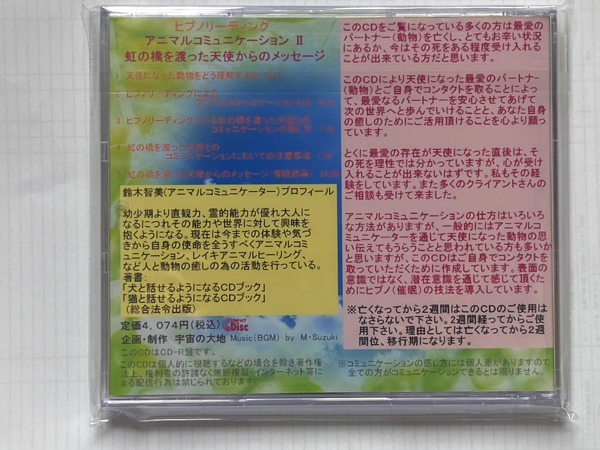 ヒプノリーディング
アニマルコミュニケーション Ⅱ
虹の橋を渡った天使からのメッセージ
1 天使になった動物をどう理解するか
2 ヒプノリーディングによる
3 ヒプノリーディング
4 虹の橋を渡った天使との
コミュニケーションにおいての注意事項
5 虹の橋を渡った天使からのメッセージ(催眠誘導)
鈴木智美(アニマルコミュニケーター)プロフィール
幼少期より直観力、霊的能力が優れ大人に
なるにつれその能力や世界に対して興味を
抱くようになる。現在は今までの体験や気づ
きから自身の使命を全うすべくアニマルコミ
ュニケーション、レイキアニマルヒーリング、
など人と動物の癒しの為の活動を行っている。
著書:
「犬と話せるようになるCDブック」
「猫と話せるようになるCDブック」
(総合法令出版)
定価4,074円(税込)
COMPACT disc
企画・制作 宇宙の大地 Music(BGM) by M・Suzuki
このCDはCD-R盤です。
このCDは個人的に視聴するなどの場合を除き著作権
法上、権利者の許諾なく無断複製・インターネット等に
よる配信行為は禁じられております。
このCDをご覧になっている多くの方は最愛の
パートナー(動物)を亡くし、とてもお辛い状況
にあるか、今はその死をある程度受け入れる
ことが出来ている方だと思います。
このCDにより天使になった最愛のパートナー
(動物)とご自身でコンタクトを取ることによっ
て、最愛なるパートナーを安心させてあげて
次の世界へと歩んでいけることと、あなた自身
の癒しのためにご活用頂けることを心より願っ
ています。
とくに最愛の存在が天使になった直後は、そ
の死を理性では分かっていますが、心が受け
入れることが出来ないはずです。私もその経
験をしています。また多くのクライアントさんの
ご相談も受けて来ました。
アニマルコミュニケーションの仕方はいろいろ
な方法がありますが、一般的にはアニマルコミ
ュニケーターを通じて天使になった動物の思
い伝えてもらうことと思われている方も多いか
と思いますが、このCDはご自身でコンタクトを
取っていただくために作成しています。表面の
意識ではなく、潜在意識を通じて感じて頂くた
めにヒプノ(催眠)の技法を導入しています。
※亡くなってから2週間はこのCDのご使用は
なさらないで下さい。2週間経ってからご使
用下さい。理由としては亡くなってから2週
間位、移行期になります。
※コミュニケーションの感じ方には個人差がありますので
全ての方がコミュニケーションできるとは限りません。